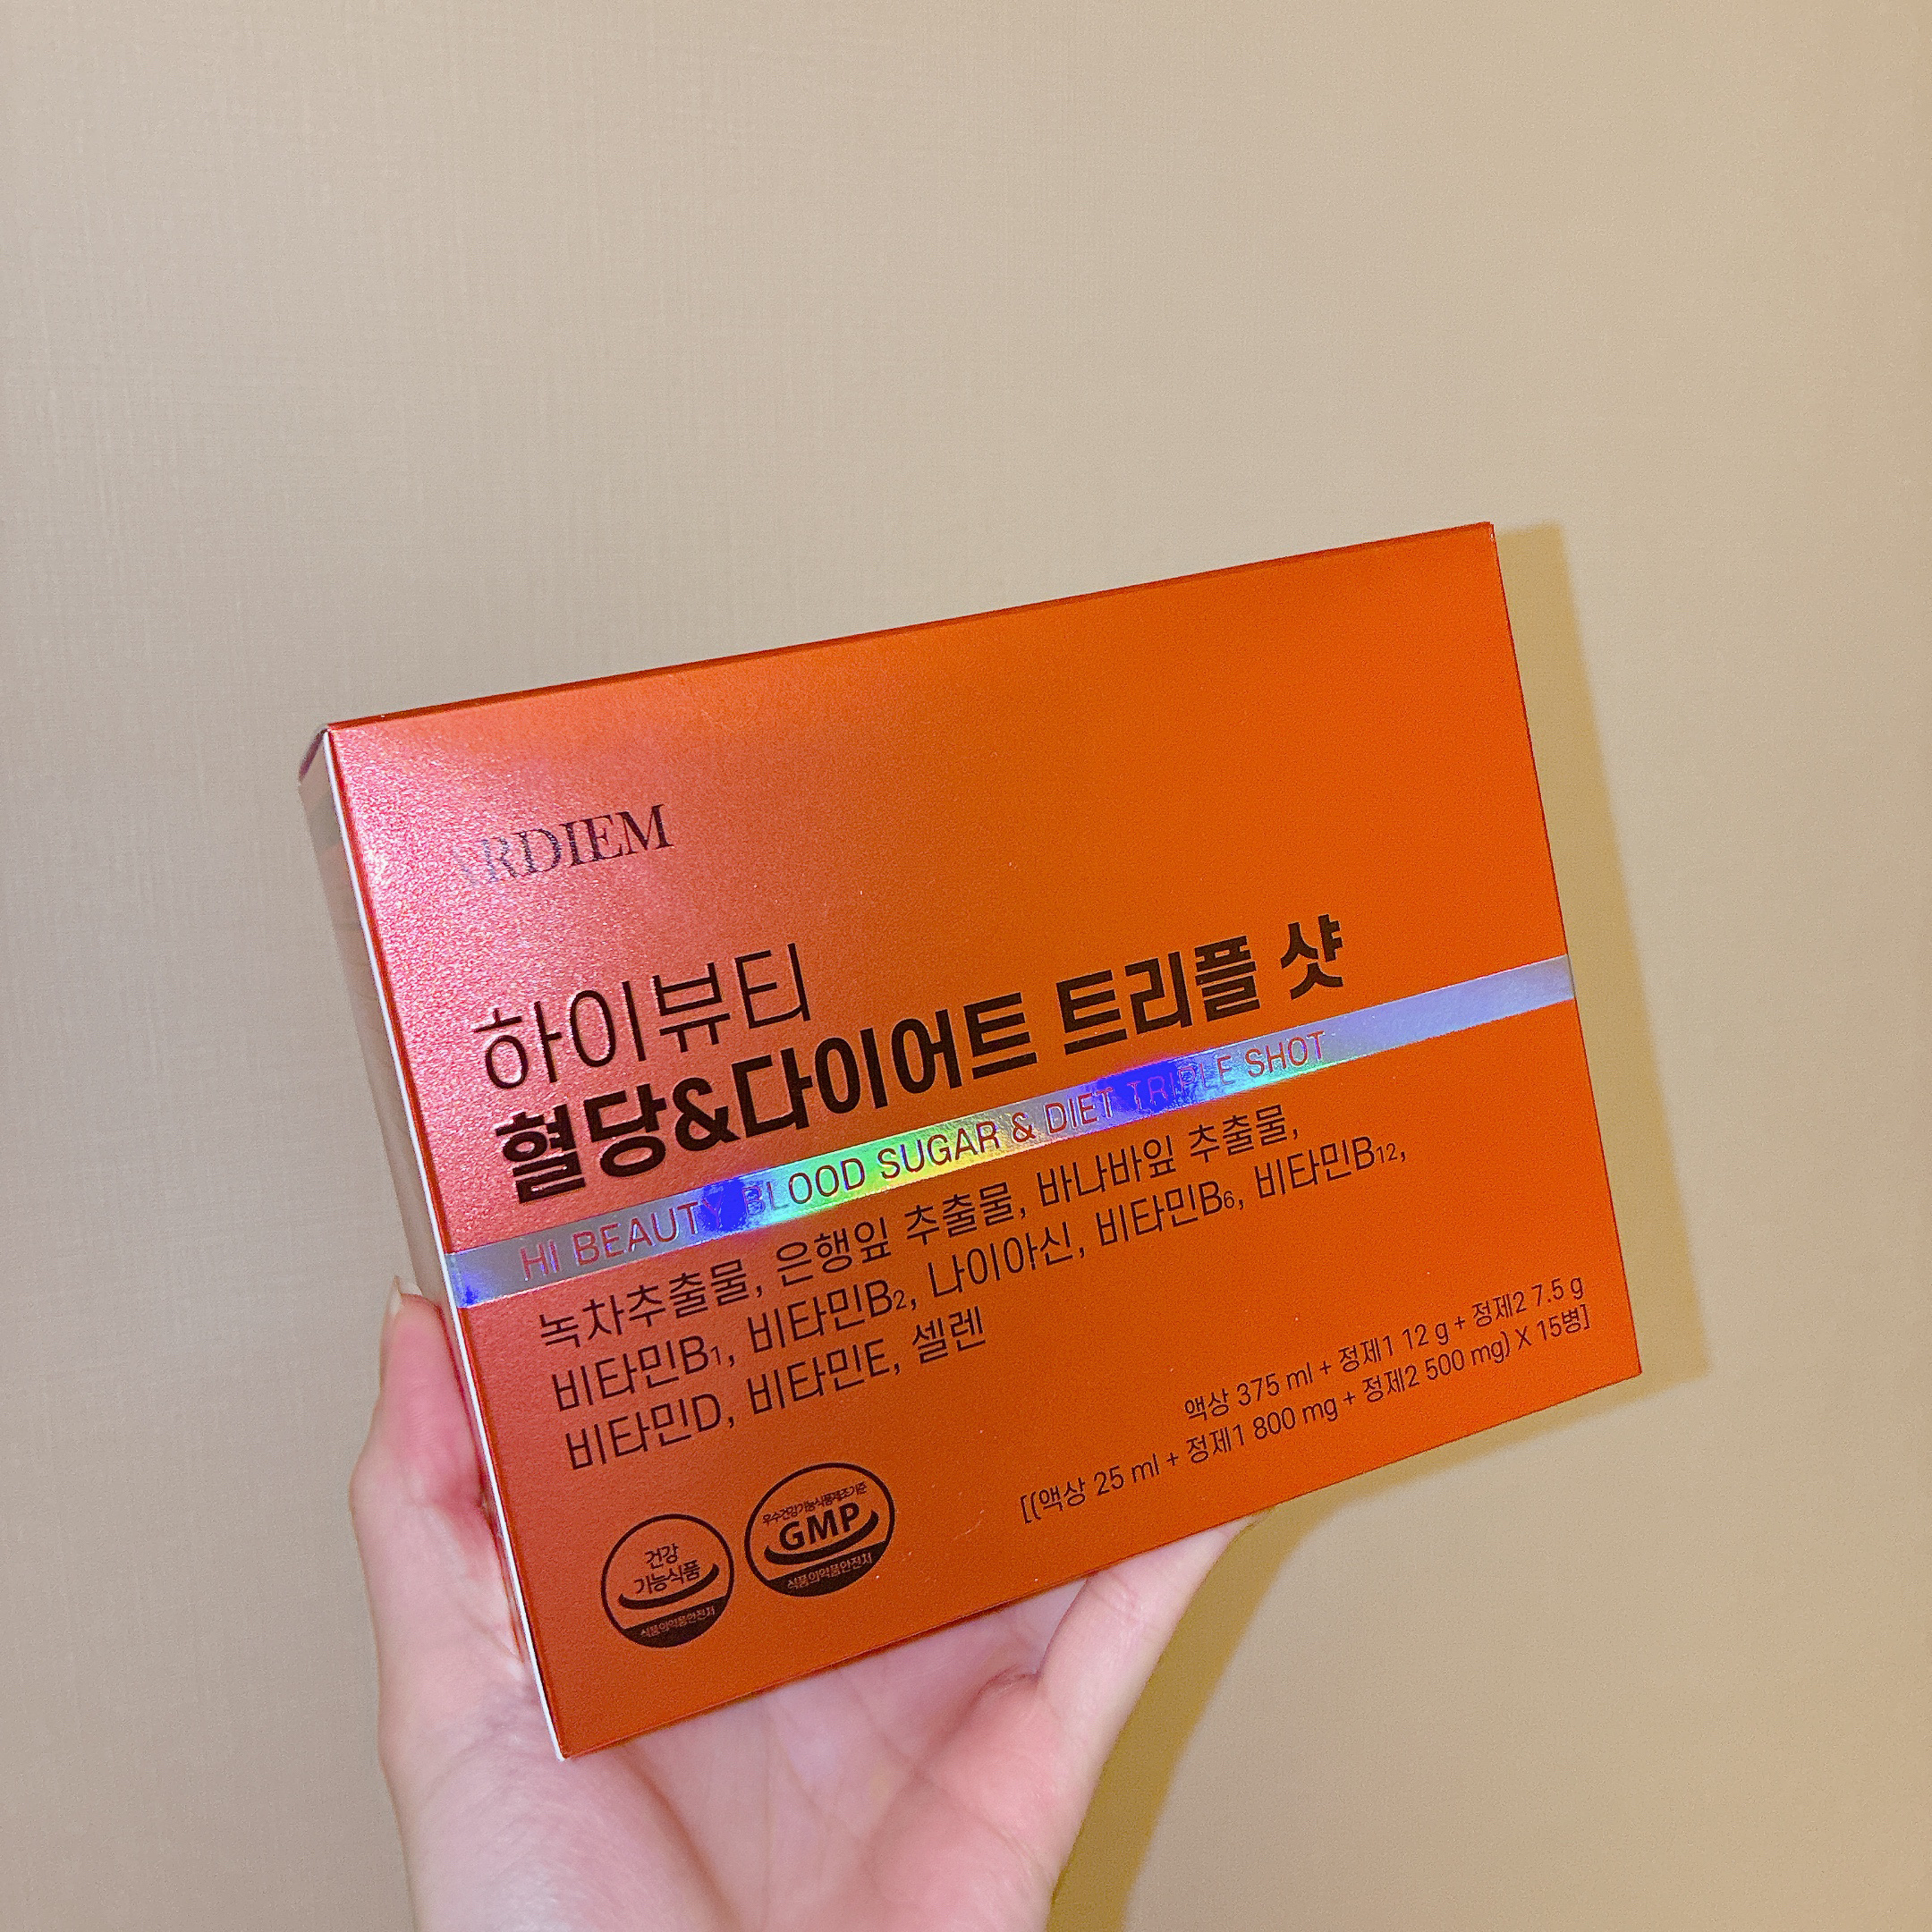 RDIEM
하이뷰티
혈당&다이어트 트리플 샷
HI BEAUTY BLOOD SUGAR & DIET TRIPLE SHOT
녹차추출물, 은행잎 추출물, 바나바잎 추출물,
비타민B1, 비타민B2, 나이아신, 비타민B6, 비타민B12,
비타민D, 비타민E, 셀렌
액상 375 ml + 정제1 12 g + 정제2 7.5 g
[(액상 25 ml + 정제1 800 mg + 정제2 500 mg) X 15병]
건강
기능식품
식품의약품안전처
우수건강기능식품제조기준
GMP
식품의약품안전처